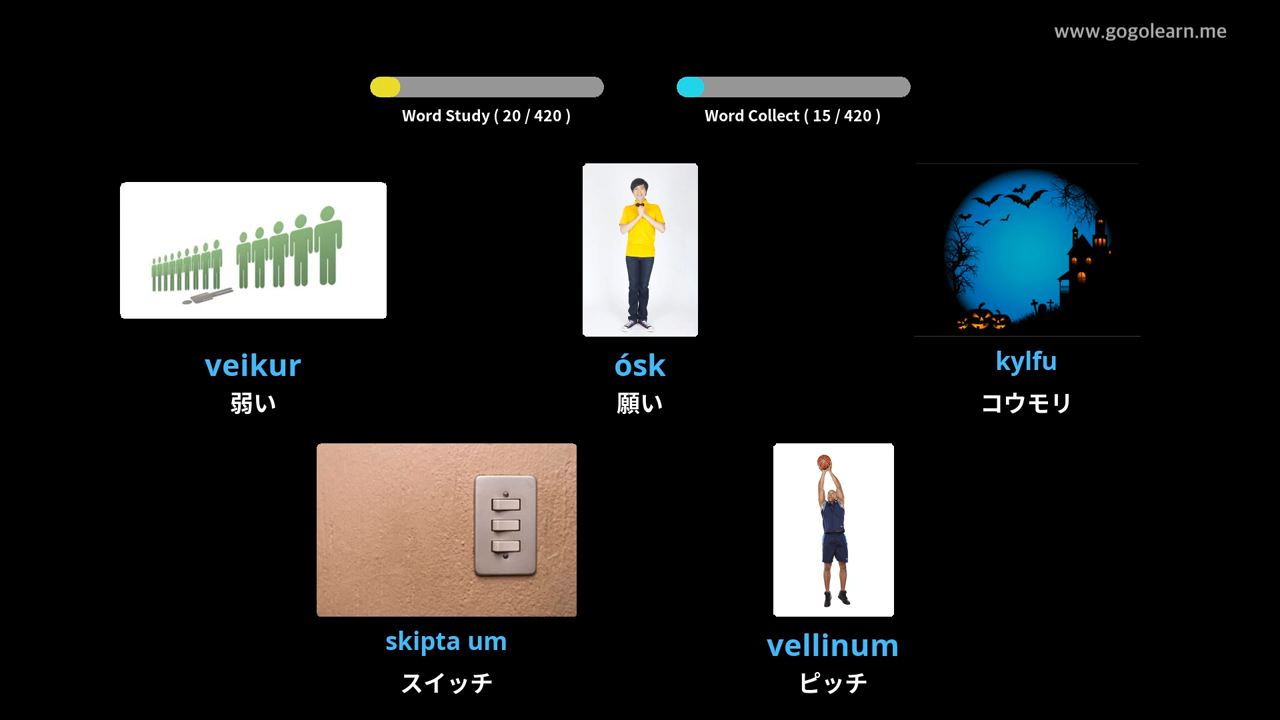 www.gogolearn.me
Word Study ( 20 / 420 )
Word Collect ( 15 / 420 )
veikur
弱い
ósk
願い
kylfu
コウモリ
skipta um
スイッチ
vellinum
ピッチ